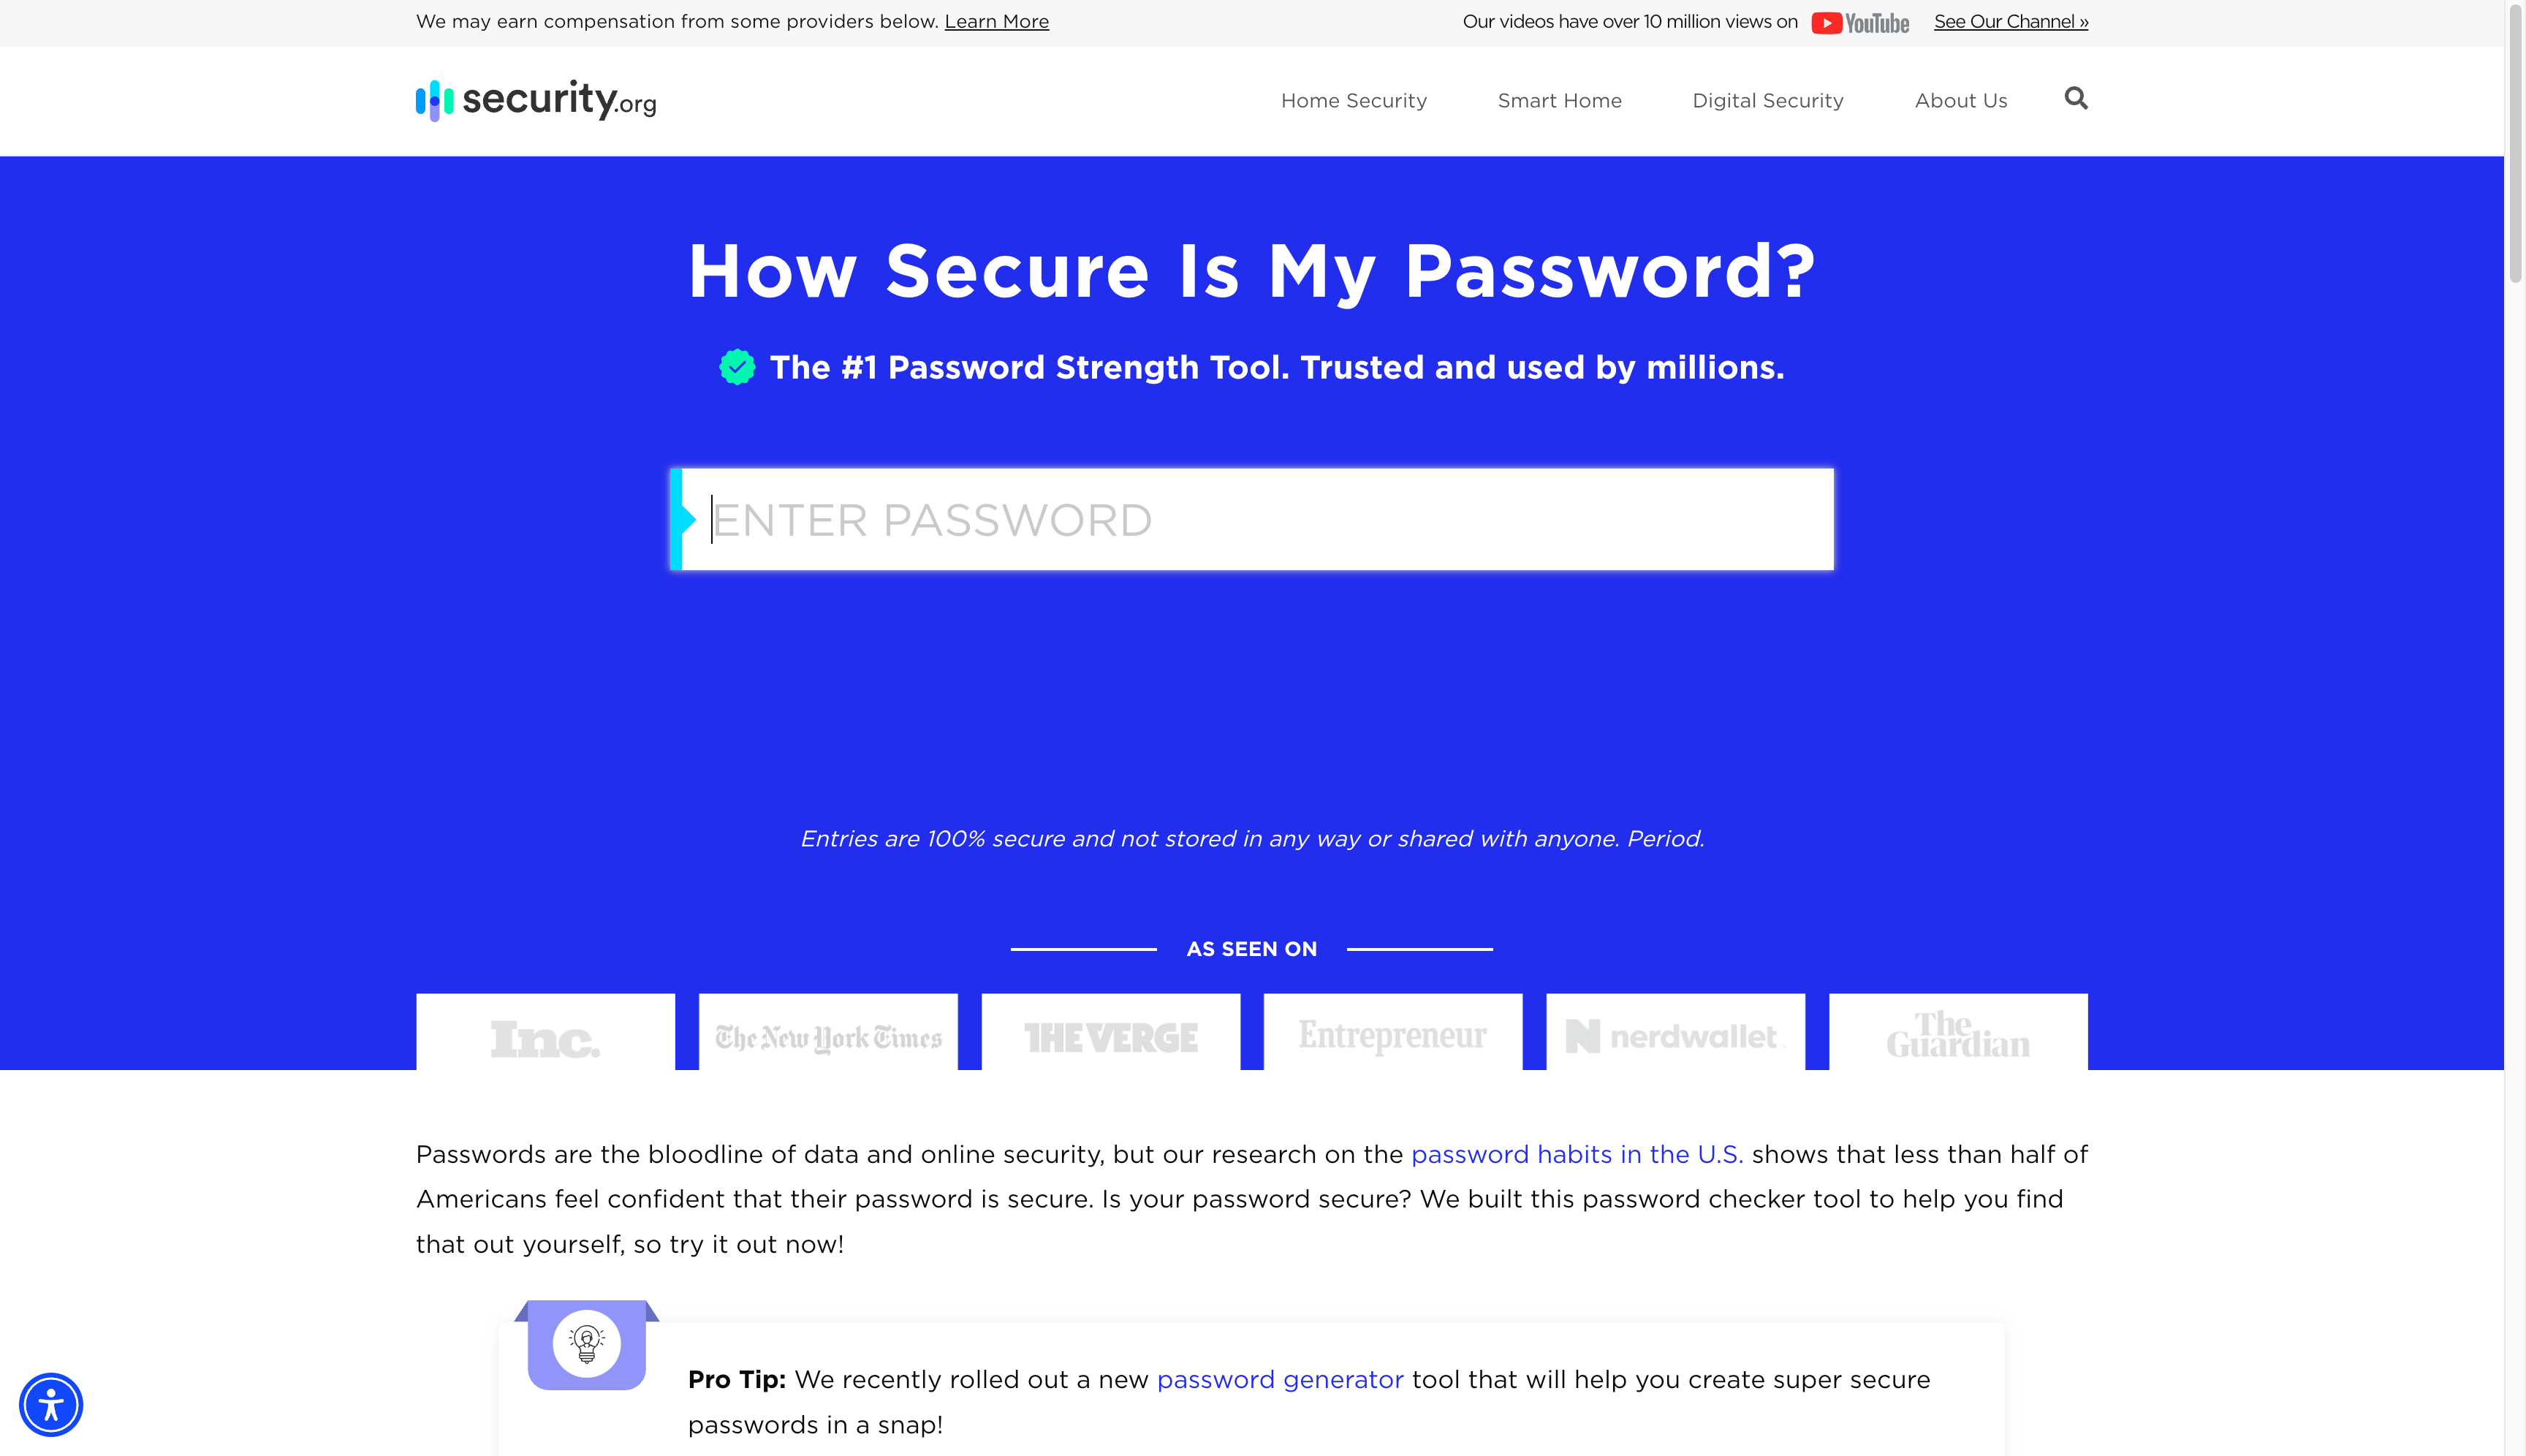 We may earn compensation from some providers below. Learn More
Our videos have over 10 million views on YouTube See Our Channel »
security.org
Home Security Smart Home Digital Security About Us
How Secure Is My Password?
The #1 Password Strength Tool. Trusted and used by millions.
ENTER PASSWORD
Entries are 100% secure and not stored in any way or shared with anyone. Period.
AS SEEN ON
Inc. The New York Times THE VERGE Entrepreneur N nerdwallet The Guardian
Passwords are the bloodline of data and online security, but our research on the password habits in the U.S. shows that less than half of
Americans feel confident that their password is secure. Is your password secure? We built this password checker tool to help you find
that out yourself, so try it out now!
Pro Tip: We recently rolled out a new password generator tool that will help you create super secure
passwords in a snap!